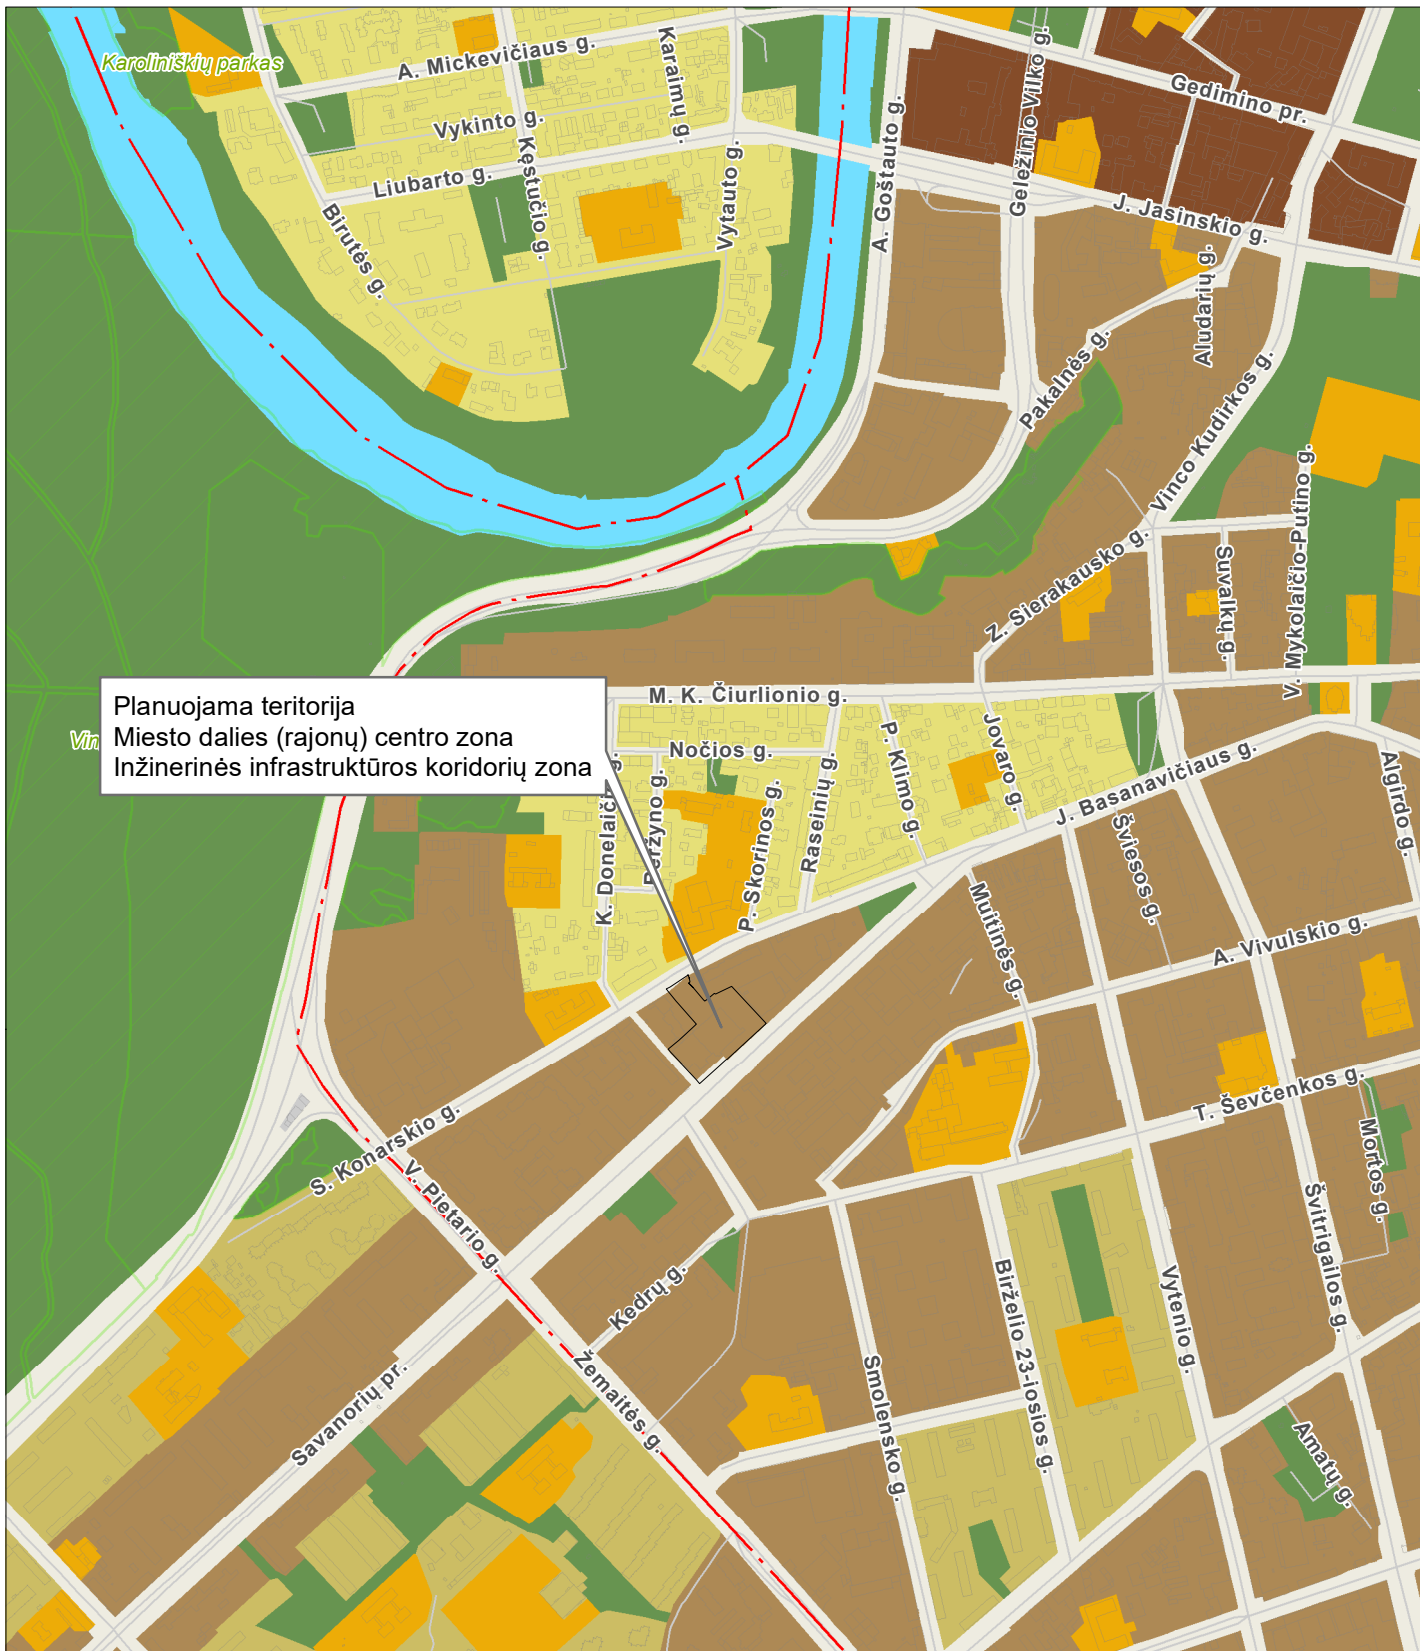 Karoliniškių parkas
A. Mickevičiaus g.
Karaimų g.
Geležinio Vilko g.
Gedimino pr.
Vykinto g.
Kęstučio g.
Liubarto g.
Vytauto g.
A. Goštauto g.
J. Jasinskio g.
Birutės g.
Aludarių g.
Pakalnės g.
Vinco Kudirkos g.
V. Mykolaičio-Putino g.
Z. Sierakausko g.
Suvalkų g.
Planuojama teritorija
Miesto dalies (rajonų) centro zona
Inžinerinės infrastruktūros koridorių zona
M. K. Čiurlionio g.
Nočios g.
P. Klimo g.
Jovaro g.
J. Basanavičiaus g.
Algirdo g.
K. Donelaičio g.
P. Skorinos g.
Raseinių g.
Šviesos g.
Muitinės g.
A. Vivulskio g.
S. Konarskio g.
V. Pietario g.
T. Ševčenkos g.
Mortos g.
Švitrigailos g.
Kedrų g.
Birželio 23-iosios g.
Vytenio g.
Savanorių pr.
Žemaitės g.
Smolensko g.
Amatų g.